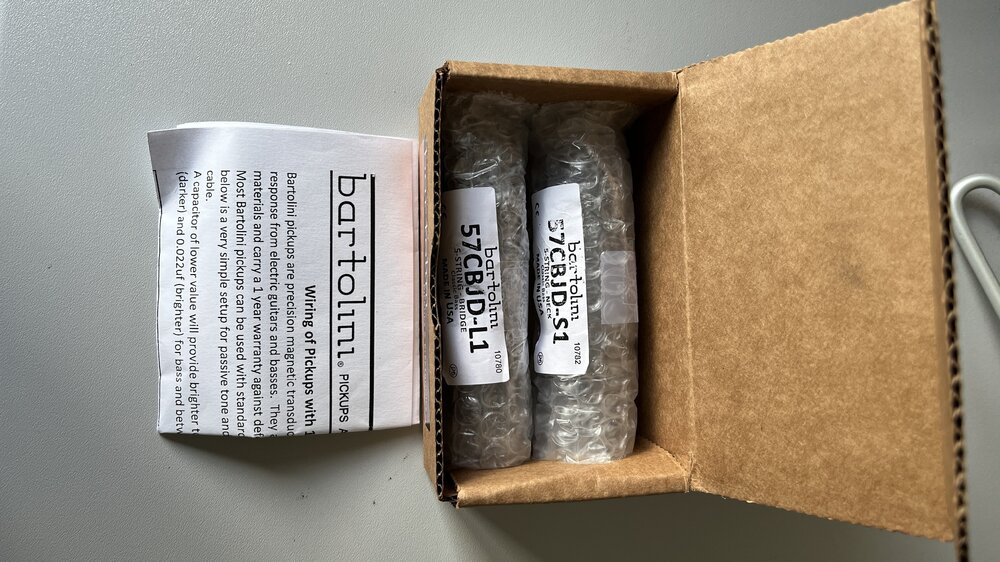 bartolini® PICKUPS
Wiring of Pickups with
Bartolini pickups are precision magnetic
response from electric guitars and basses. They
materials and carry a 1 year warranty against
Most Bartolini pickups can be used with
below is a very simple setup for passive tone and
cable.
A capacitor of lower value will provide brighter
(darker) and 0.022uf (brighter) for bass and
bartolini
57CBJD-L1
5-STRING - BRIDGE
MADE IN USA
10780
bartolini
57CBJD-S1
5-STRING - NECK
MADE IN USA
10782
CE